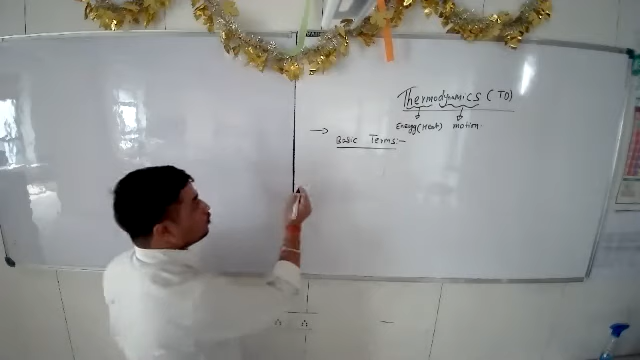 Thermodynamics (TD)
Energy(Heat) motion.
→ Basic Terms:-